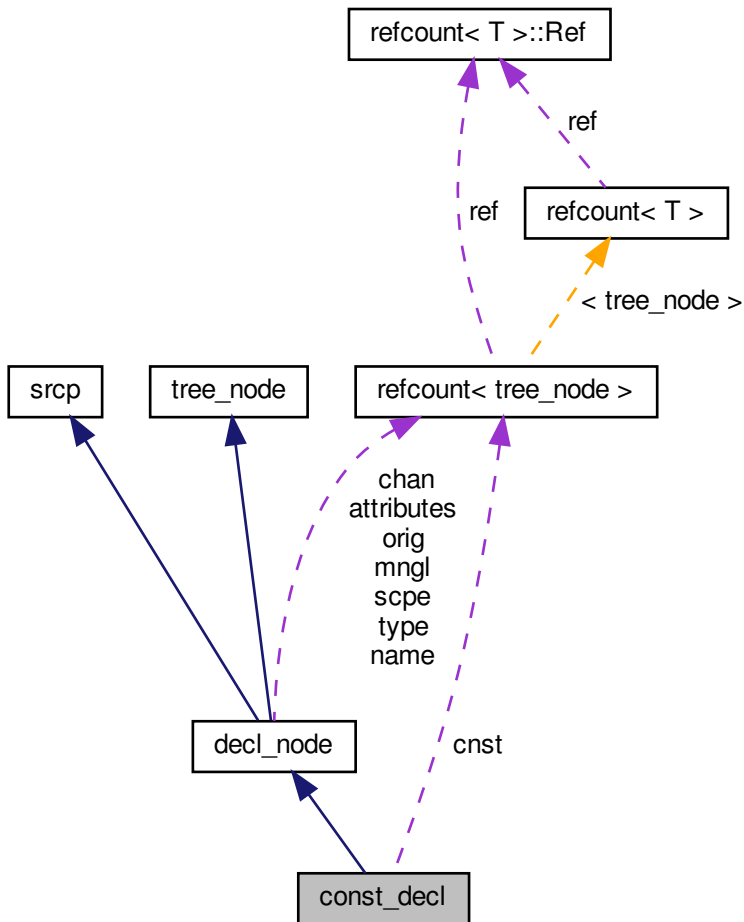 refcount< T >::Ref
ref
refcount< T >
ref
< tree_node >
srcp
tree_node
refcount< tree_node >
chan
attributes
orig
mngl
scpe
type
name
decl_node
cnst
const_decl